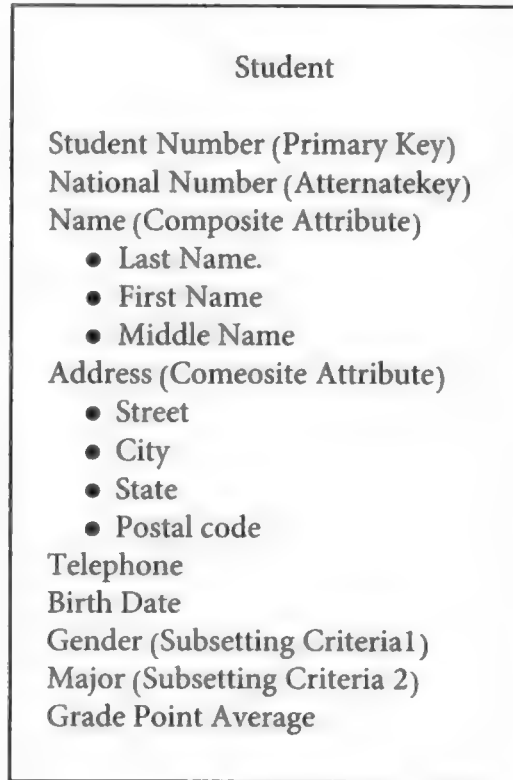 Student
Student Number (Primary Key)
National Number (Atternatekey)
Name (Composite Attribute)
● Last Name.
● First Name
● Middle Name
Address (Comeosite Attribute)
● Street
● City
● State
● Postal code
Telephone
Birth Date
Gender (Subsetting Criteria1)
Major (Subsetting Criteria 2)
Grade Point Average